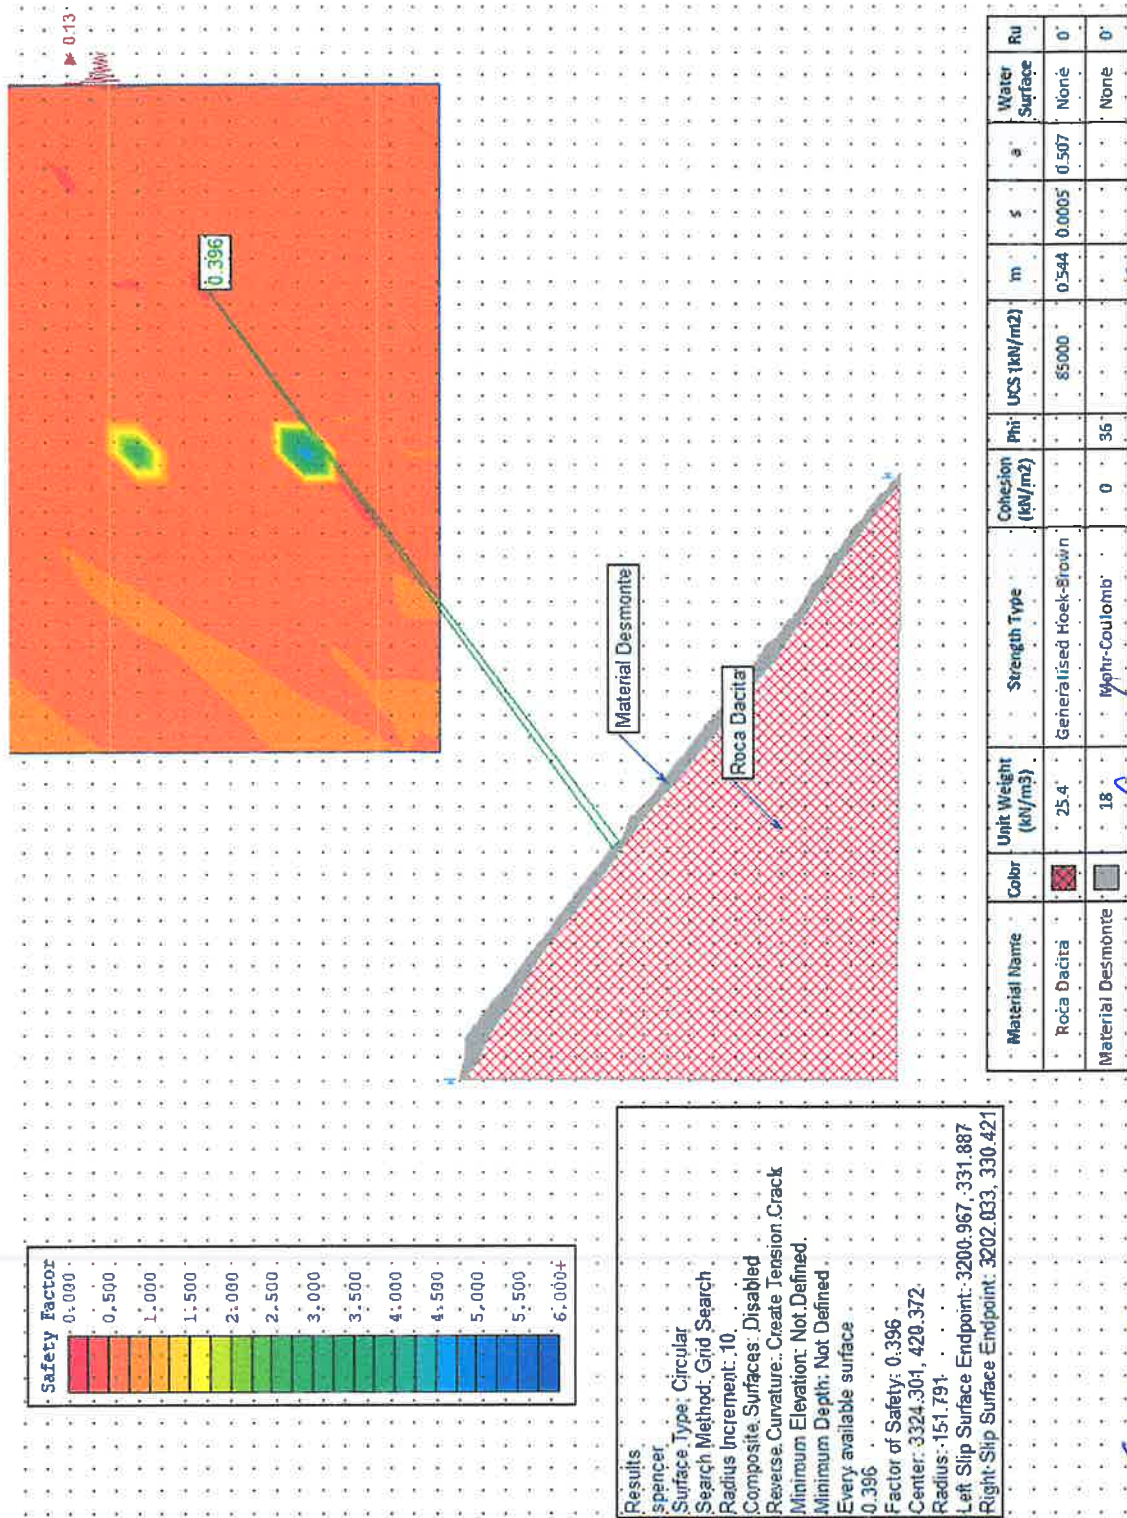 Safety Factor
0.000
0.500
1.000
1.500
2.000
2.500
3.000
3.500
4.000
4.500
5.000
5.500
6.000+
0.13
0.396
Material Desmonte
Roca Dacita
Results
spencer
Surface Type: Circular
Search Method: Grid Search
Radius Increment: 10
Composite Surfaces: Disabled
Reverse Curvature: Create Tension Crack
Minimum Elevation: Not Defined
Minimum Depth: Not Defined
Every available surface
0.396
Factor of Safety: 0.396
Center: 3324.301, 420.372
Radius: 151.791
Left Slip Surface Endpoint: 3200.967, 331.887
Right Slip Surface Endpoint: 3202.033, 330.421
Material Name Color Unit Weight (kN/m3) Strength Type Cohesion (kN/m2) Phi UCS (kN/m2) m s a Water Surface Ru
Roca Dacita 25.4 Generalised Hoek-Brown 85000 0.544 0.0005 0.507 None 0
Material Desmonte 18 Mohr-Coulomb 0 36 None 0